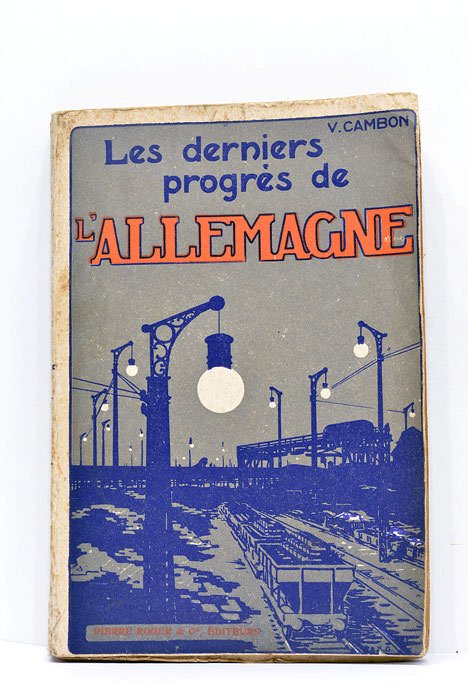 V. CAMBON
Les derniers
progrès de
L'ALLEMAGNE
PIERRE ROGER & Cie, ÉDITEURS